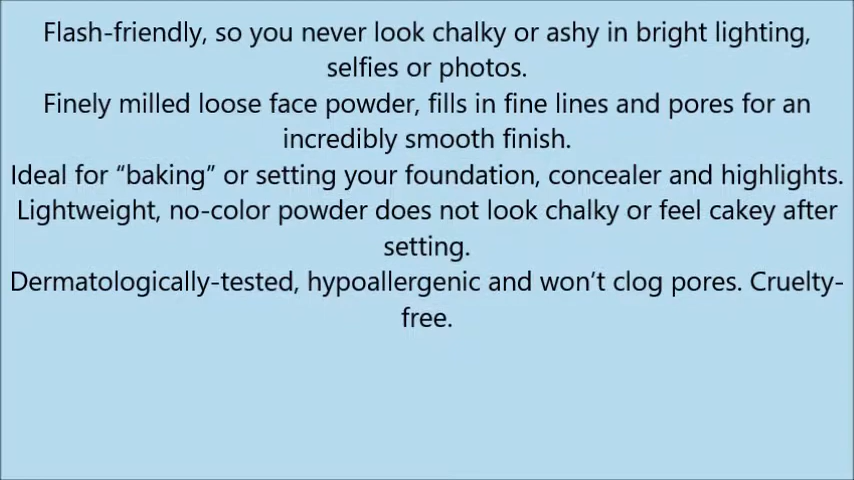 Flash-friendly, so you never look chalky or ashy in bright lighting,
selfies or photos.
Finely milled loose face powder, fills in fine lines and pores for an
incredibly smooth finish.
Ideal for “baking” or setting your foundation, concealer and highlights.
Lightweight, no-color powder does not look chalky or feel cakey after
setting.
Dermatologically-tested, hypoallergenic and won’t clog pores. Cruelty-
free.